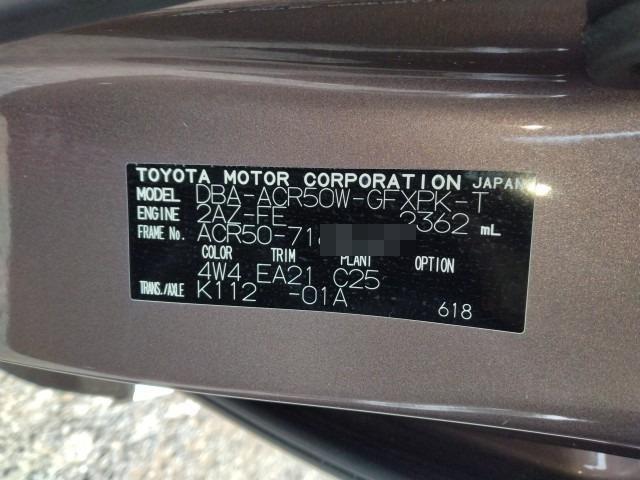 TOYOTA MOTOR CORPORATION JAPAN
MODEL DBA-ACR50W-GFXPK-T
ENGINE 2AZ-FE 2362 mL
FRAME No. ACR50-71
COLOR TRIM PLANT OPTION
4W4 EA21 C25
TRANS./AXLE K112 -01A
618